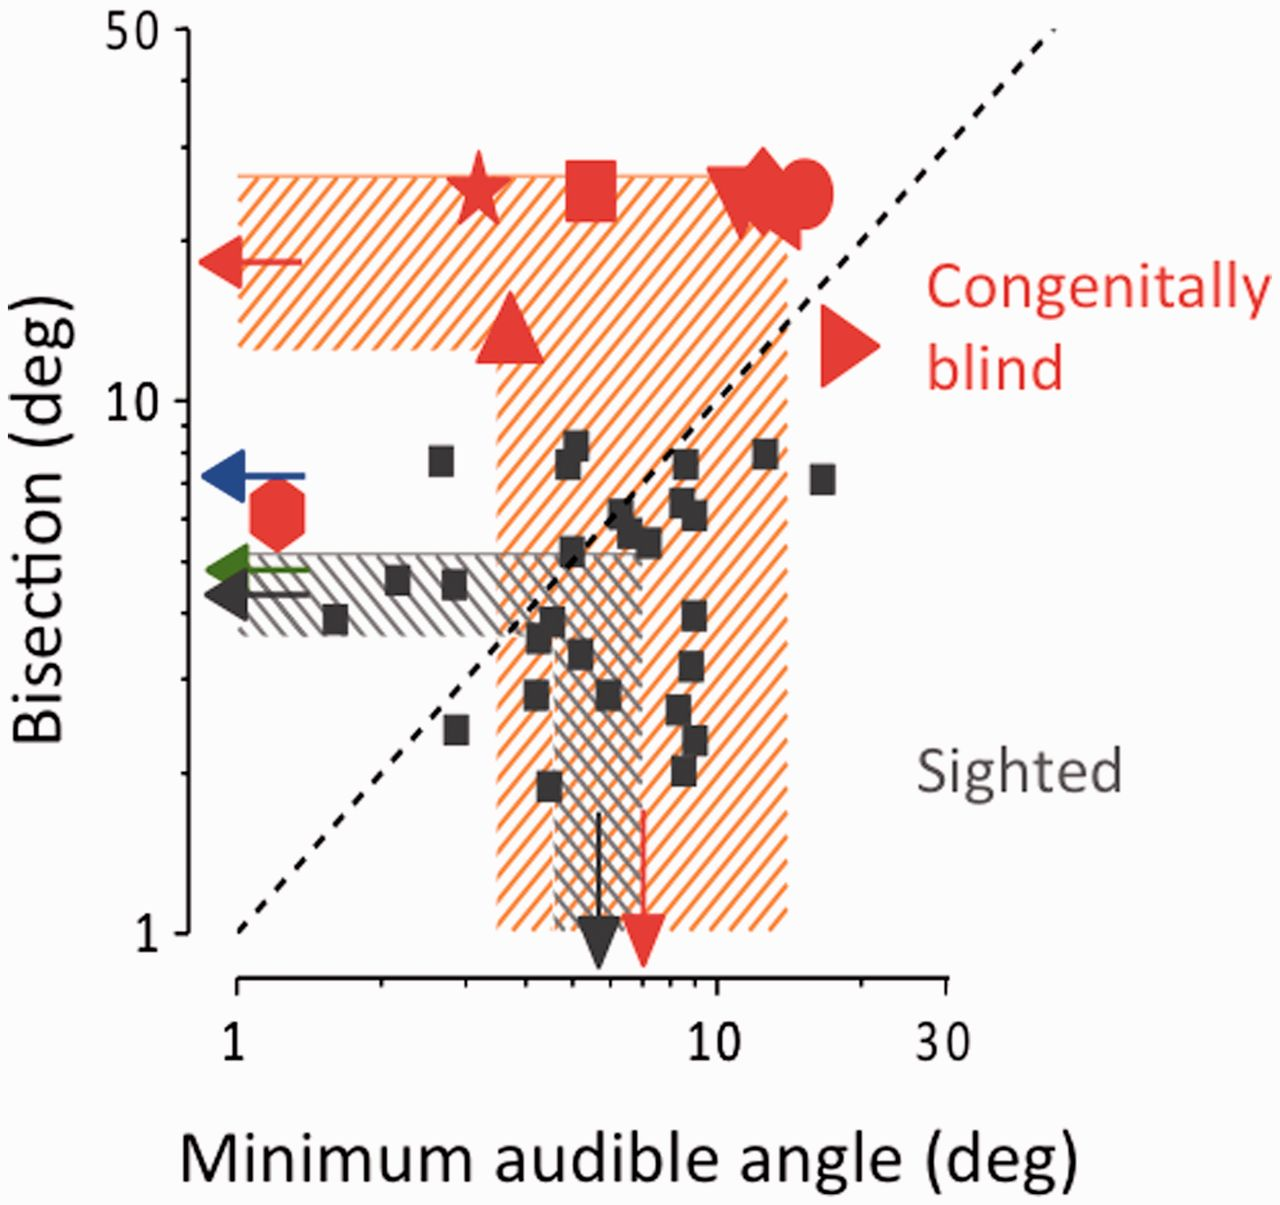 50
10
1
Bisection (deg)
Congenitally
blind
Sighted
1
10
30
Minimum audible angle (deg)